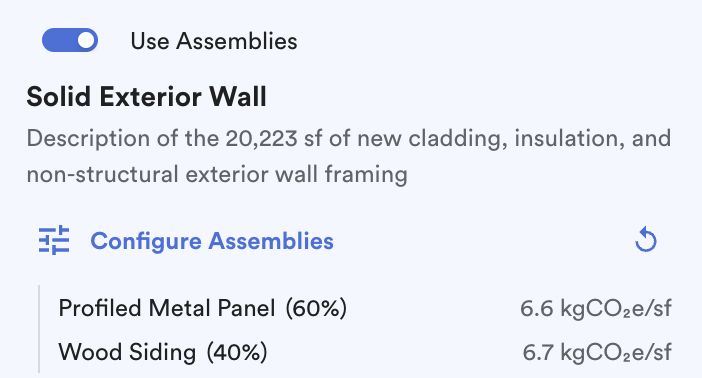 Use Assemblies
Solid Exterior Wall
Description of the 20,223 sf of new cladding, insulation, and
non-structural exterior wall framing
Configure Assemblies
Profiled Metal Panel (60%) 6.6 kgCO₂e/sf
Wood Siding (40%) 6.7 kgCO₂e/sf